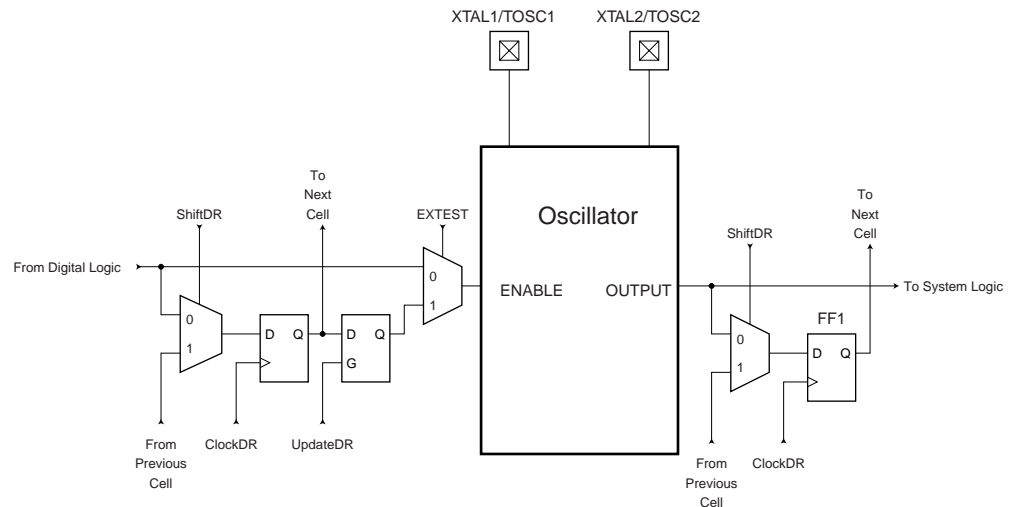 XTAL1/TOSC1
XTAL2/TOSC2
To
Next
Cell
ShiftDR
EXTEST
From Digital Logic
0
1
D Q
D Q
G
0
1
From
Previous
Cell
ClockDR
UpdateDR
Oscillator
ENABLE
OUTPUT
To
Next
Cell
ShiftDR
To System Logic
FF1
0
1
D Q
From
Previous
Cell
ClockDR